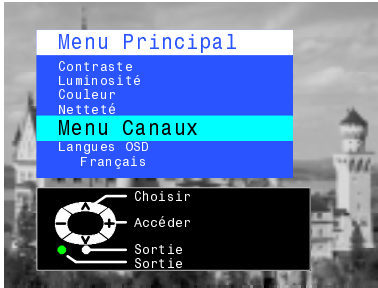 Menu Principal
Contraste
Luminosité
Couleur
Netteté
Menu Canaux
Langues OSD
Français
Choisir
Accéder
Sortie
Sortie